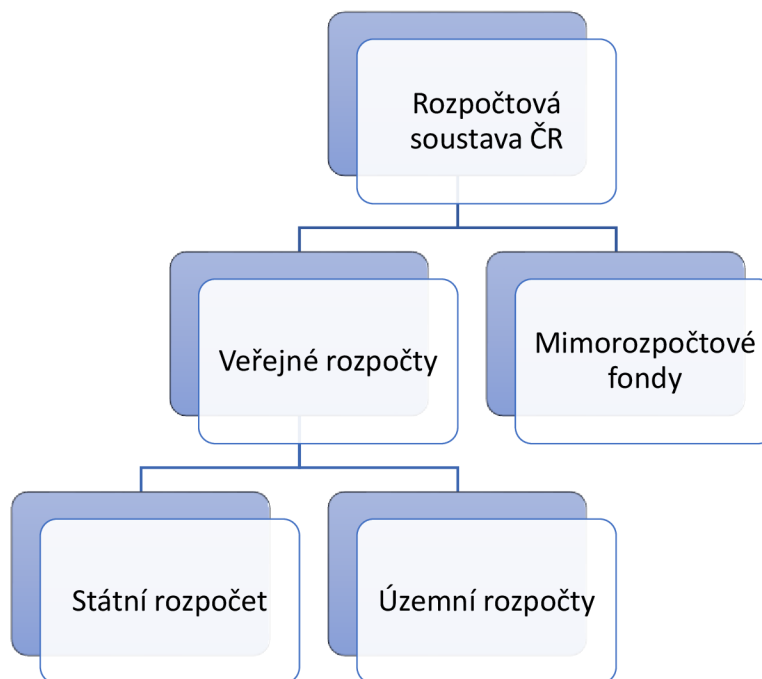 Rozpočtová
soustava ČR
Veřejné rozpočty
Mimorozpočtové
fondy
Státní rozpočet
Územní rozpočty